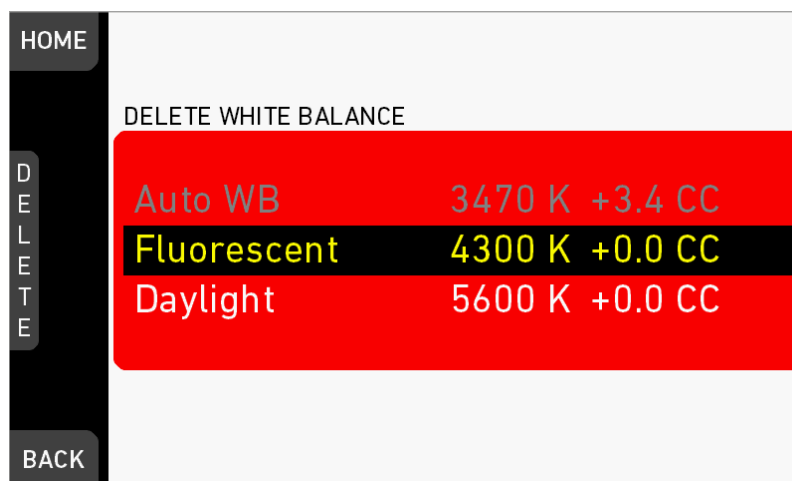 HOME
DELETE WHITE BALANCE
DELETE
Auto WB 3470 K +3.4 CC
Fluorescent 4300 K +0.0 CC
Daylight 5600 K +0.0 CC
BACK